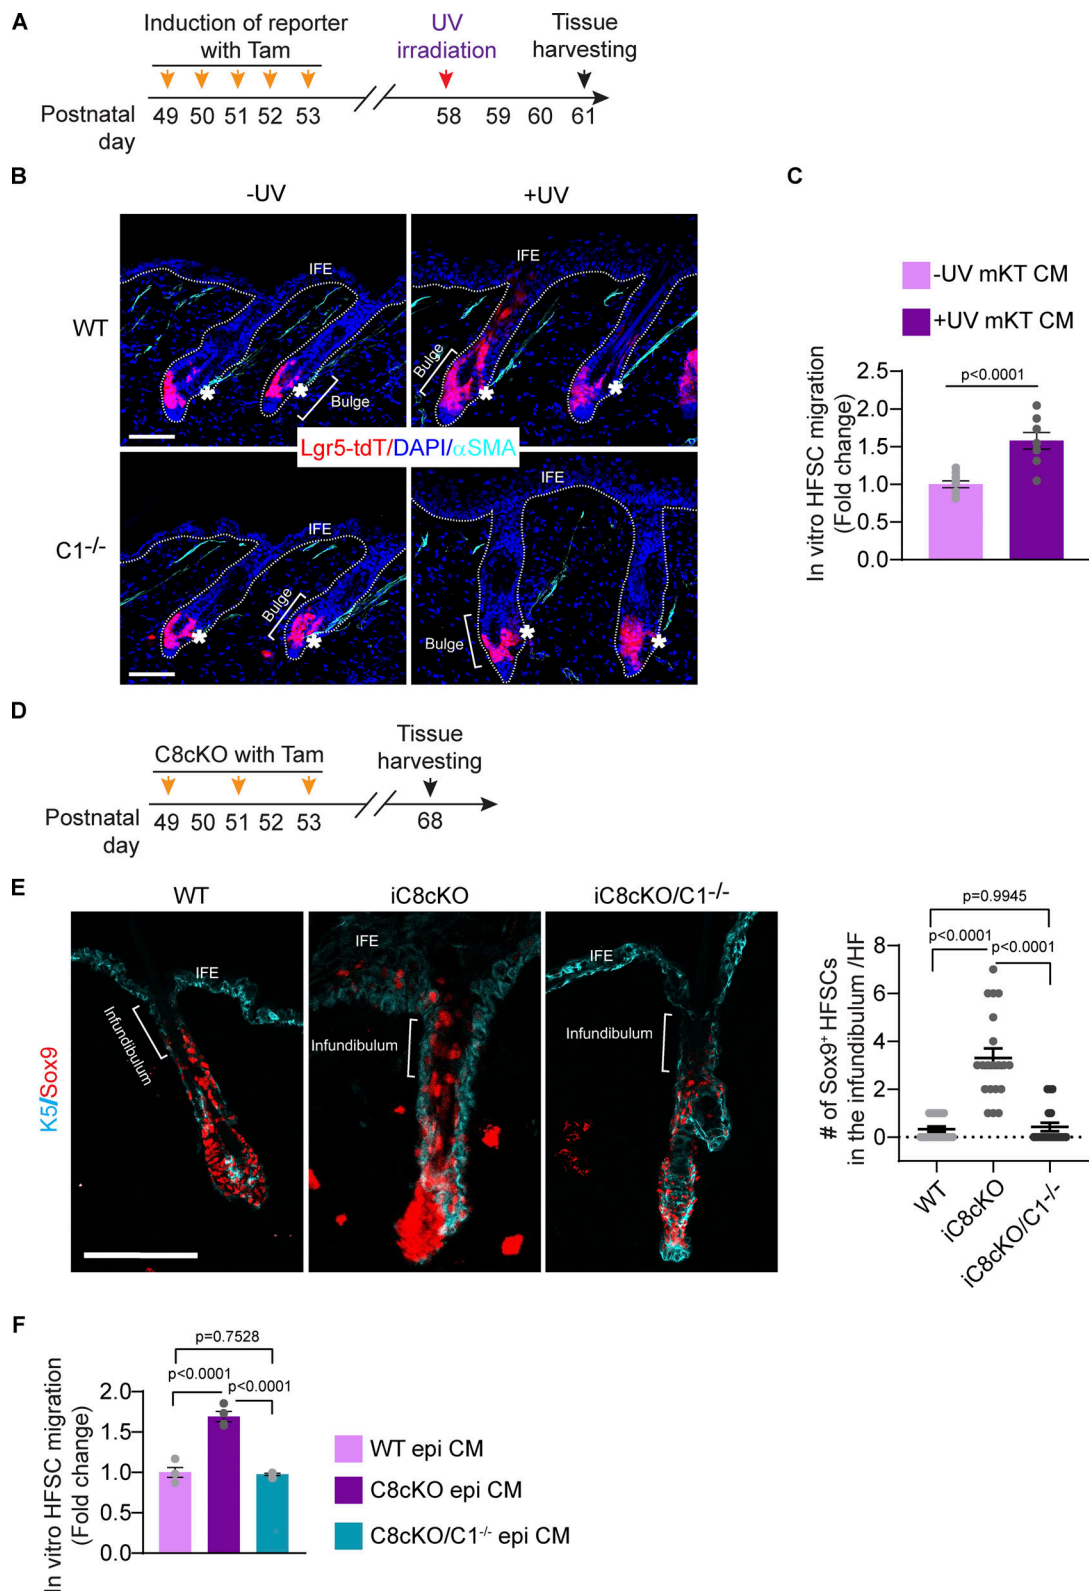 A
Induction of reporter
with Tam
UV
irradiation
Tissue
harvesting
Postnatal
day
49 50 51 52 53 58 59 60 61
B
-UV
+UV
WT
C1-/-
IFE
Bulge
IFE
Bulge
Lgr5-tdT/DAPI/αSMA
IFE
Bulge
IFE
Bulge
C
-UV mKT CM
+UV mKT CM
In vitro HFSC migration
(Fold change)
2.5
2.0
1.5
1.0
0.5
0.0
p<0.0001
D
C8cKO with Tam
Tissue
harvesting
Postnatal
day
49 50 51 52 53 68
E
WT
iC8cKO
iC8cKO/C1-/-
K5/Sox9
IFE
Infundibulum
IFE
Infundibulum
IFE
Infundibulum
# of Sox9+ HFSCs
in the infundibulum /HF
8
6
4
2
0
p=0.9945
p<0.0001
p<0.0001
WT
iC8cKO
iC8cKO/C1-/-
F
In vitro HFSC migration
(Fold change)
2.0
1.5
1.0
0.5
0.0
p=0.7528
p<0.0001
p<0.0001
WT epi CM
C8cKO epi CM
C8cKO/C1-/- epi CM